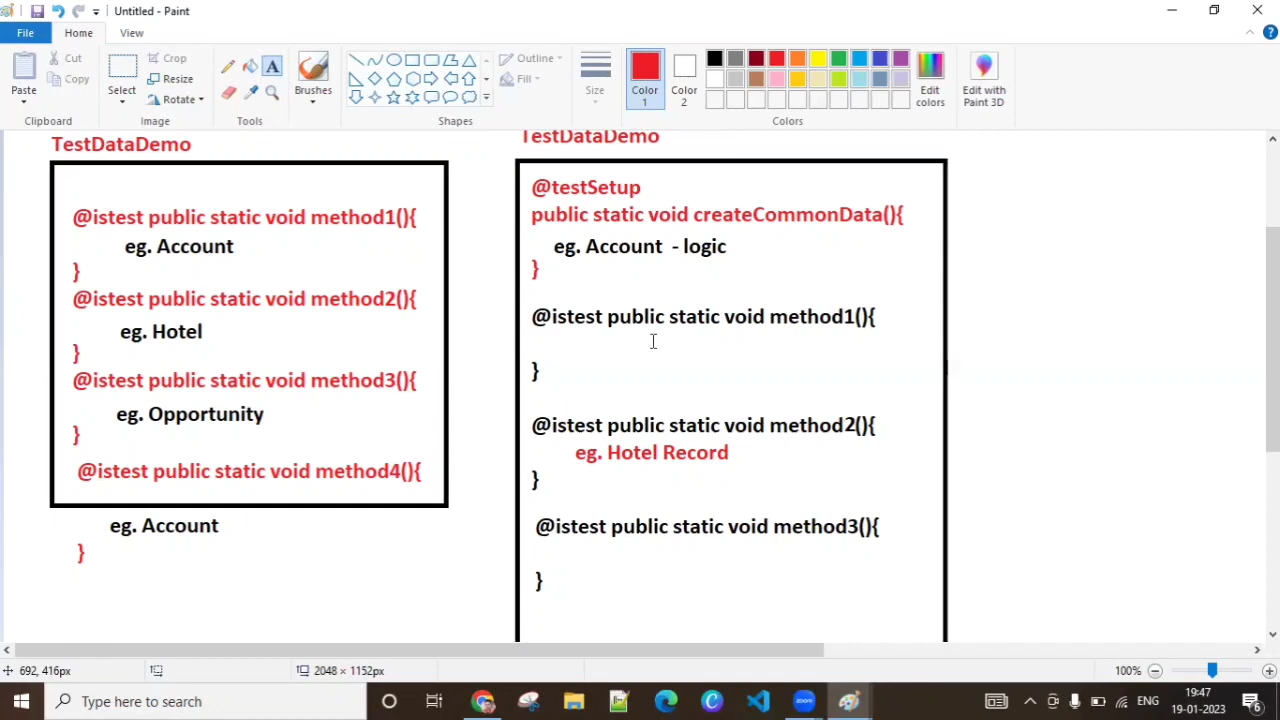 Untitled - Paint
File
Home
View
Paste
Cut
Copy
Clipboard
Select
Crop
Resize
Rotate
Image
A
Tools
Brushes
Shapes
Outline
Fill
Size
Color 1
Color 2
Edit colors
Colors
Edit with Paint 3D
TestDataDemo
@istest public static void method1(){
eg. Account
}
@istest public static void method2(){
eg. Hotel
}
@istest public static void method3(){
eg. Opportunity
}
@istest public static void method4(){
eg. Account
}
TestDataDemo
@testSetup
public static void createCommonData(){
eg. Account - logic
}
@istest public static void method1(){
}
@istest public static void method2(){
eg. Hotel Record
}
@istest public static void method3(){
}
692, 416px
2048 × 1152px
100%
Type here to search
zoom
ENG
19:47
19-01-2023
6